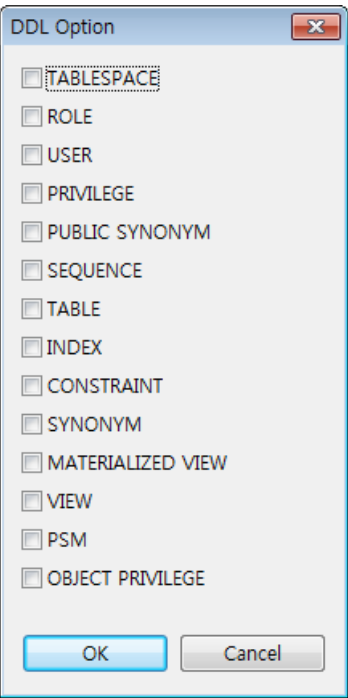 DDL Option
TABLESPACE
ROLE
USER
PRIVILEGE
PUBLIC SYNONYM
SEQUENCE
TABLE
INDEX
CONSTRAINT
SYNONYM
MATERIALIZED VIEW
VIEW
PSM
OBJECT PRIVILEGE
OK Cancel